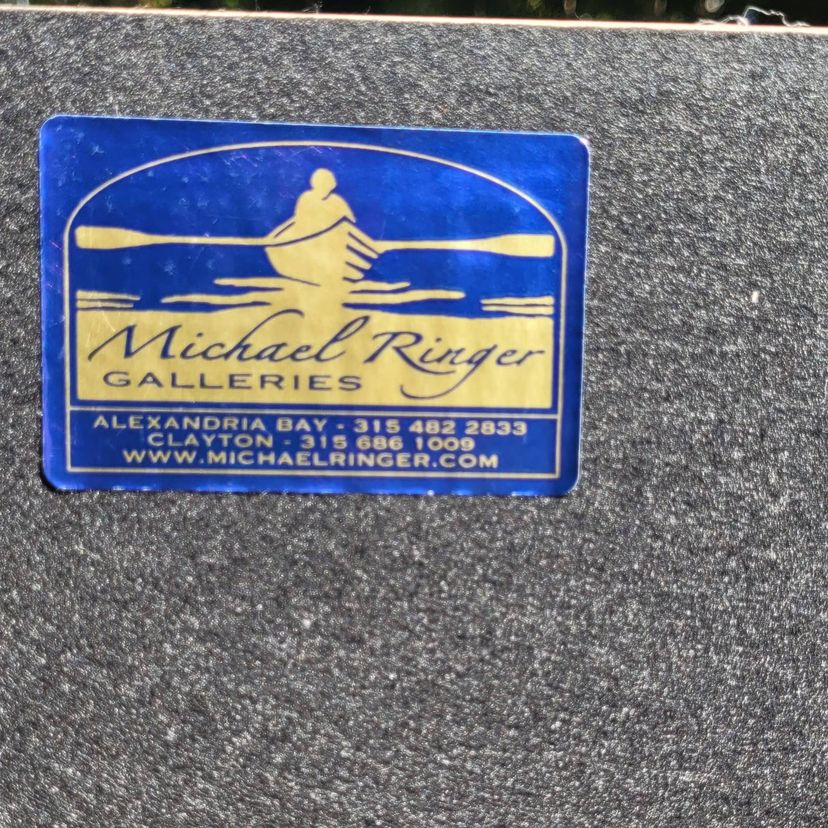 Michael Ringer
GALLERIES
ALEXANDRIA BAY - 315 482 2833
CLAYTON - 315 686 1009
WWW.MICHAELRINGER.COM